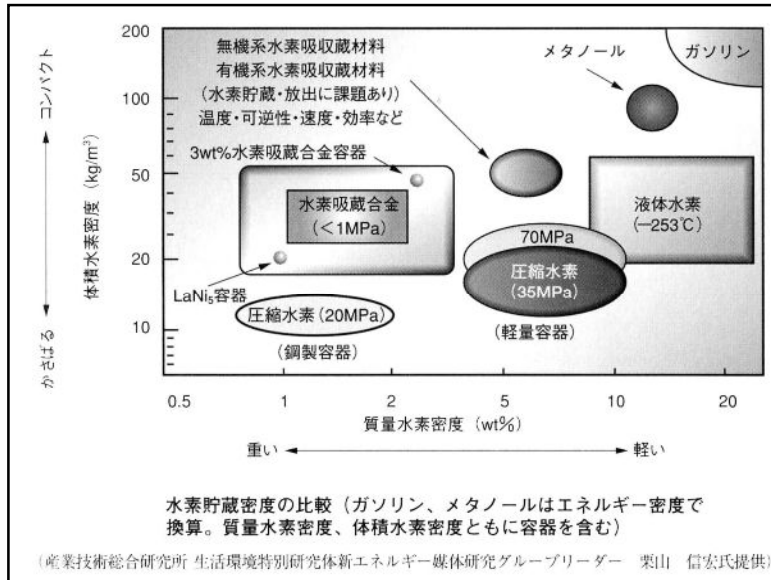 コンパクト
かさばる
体積水素密度 (kg/m³)
200
100
50
20
10
無機系水素吸収蔵材料
有機系水素吸収蔵材料
(水素貯蔵・放出に課題あり)
温度・可逆性・速度・効率など
メタノール
ガソリン
3wt%水素吸蔵合金容器
水素吸蔵合金
(<1MPa)
LaNi₅容器
圧縮水素(20MPa)
(鋼製容器)
70MPa
圧縮水素
(35MPa)
(軽量容器)
液体水素
(−253℃)
0.5
1
2
5
10
20
質量水素密度 (wt%)
重い
軽い
水素貯蔵密度の比較(ガソリン、メタノールはエネルギー密度で
換算。質量水素密度、体積水素密度ともに容器を含む)
(産業技術総合研究所 生活環境特別研究体新エネルギー媒体研究グループリーダー 栗山 信宏氏提供)